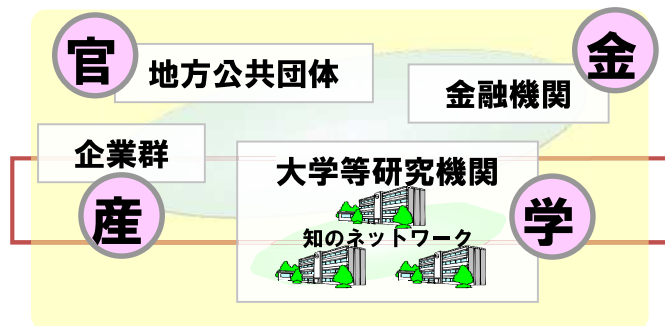 官
地方公共団体
金
金融機関
企業群
産
大学等研究機関
知のネットワーク
学